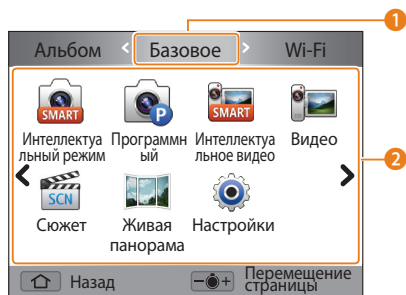 1
Альбом < Базовое > Wi-Fi
SMART P SMART
Интеллектуа Программн Интеллектуа Видео
льный режим ый льное видео
2
SCN
Сюжет Живая Настройки
панорама
Назад Перемещение
страницы